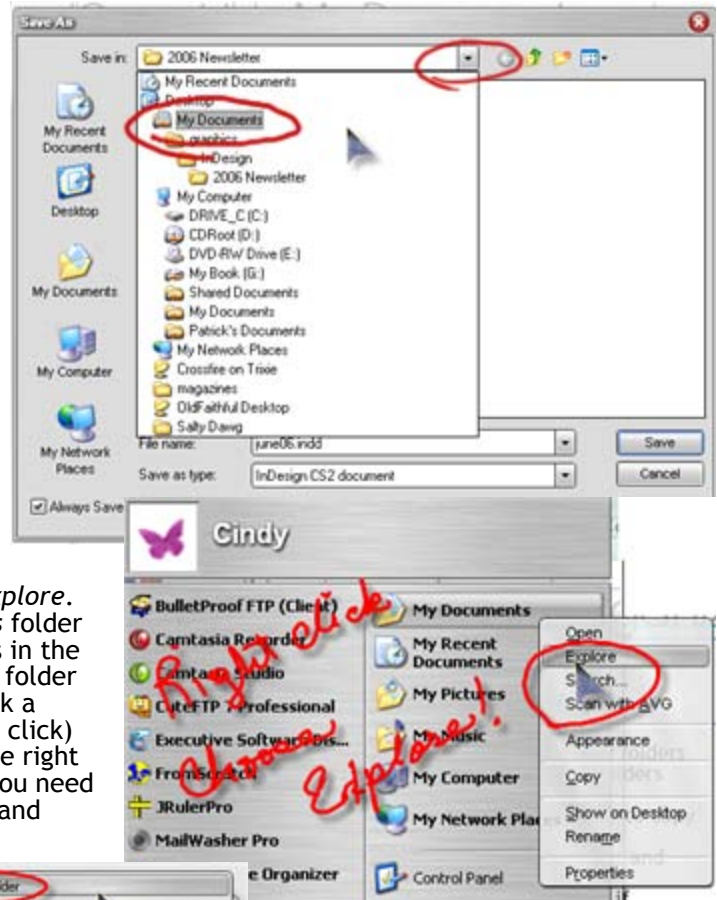 Save As
Save in:
2006 Newsletter
My Recent Documents
Desktop
My Documents
graphics
InDesign
2006 Newsletter
My Computer
DRIVE_C (C:)
CDRoot (D:)
DVD-RW Drive (E:)
My Book (G:)
Shared Documents
My Documents
Patrick's Documents
My Network Places
Crossfire on Trixie
magazines
OldFaithful Desktop
Salty Dawg
My Recent
Documents
Desktop
My Documents
My Computer
My Network
Places
File name:
june06.indd
Save
Save as type:
InDesign CS2 document
Cancel
Always Save
xplore.
s folder
s in the
folder
k a
click)
e right
ou need
and
Cindy
BulletProof FTP (Client)
Camtasia Recorder
Camtasia Studio
CuteFTP 7 Professional
Executive Software Dis...
FromScratch
JRulerPro
MailWasher Pro
e Organizer
My Documents
My Recent
Documents
My Pictures
My Music
My Computer
My Network Places
Control Panel
Right click
Choose
Explore!
Open
Explore
Search...
Scan with AVG
Appearance
Copy
Show on Desktop
Rename
Properties
lder